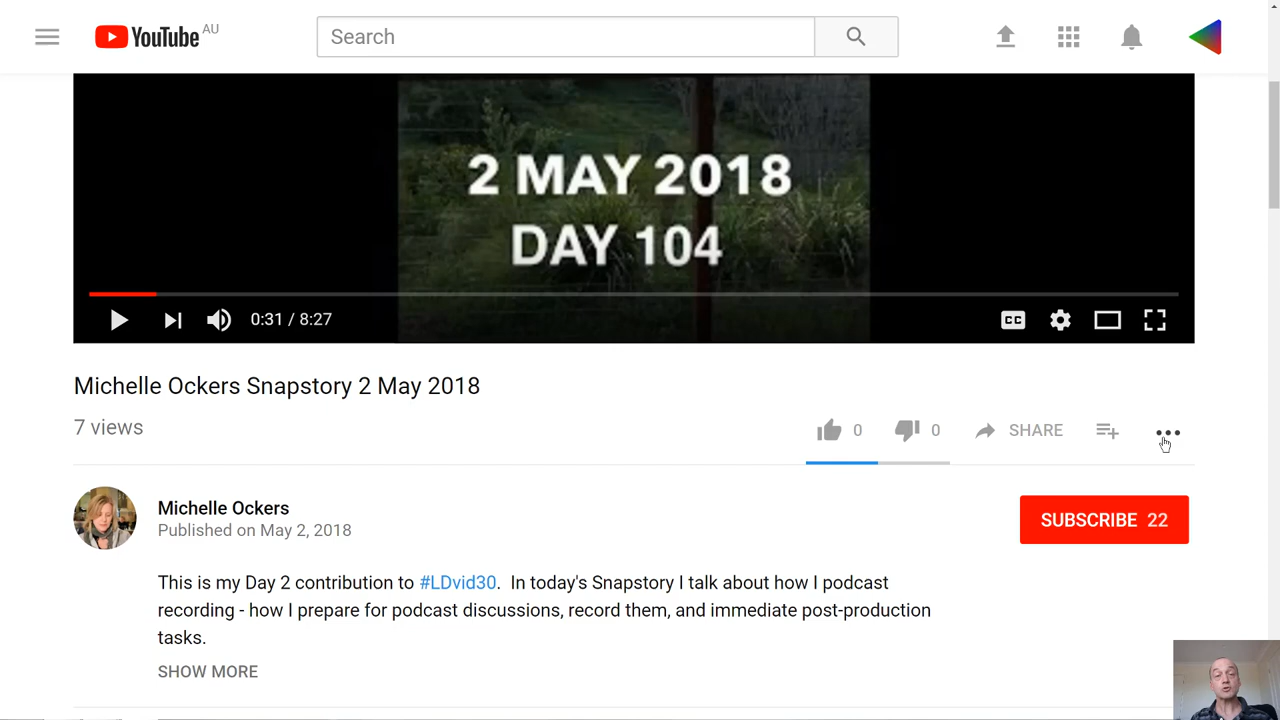 YouTube AU
Search
2 MAY 2018
DAY 104
0:31 / 8:27
CC
Michelle Ockers Snapstory 2 May 2018
7 views
0
0
SHARE
Michelle Ockers
Published on May 2, 2018
SUBSCRIBE 22
This is my Day 2 contribution to #LDvid30. In today's Snapstory I talk about how I podcast
recording - how I prepare for podcast discussions, record them, and immediate post-production
tasks.
SHOW MORE